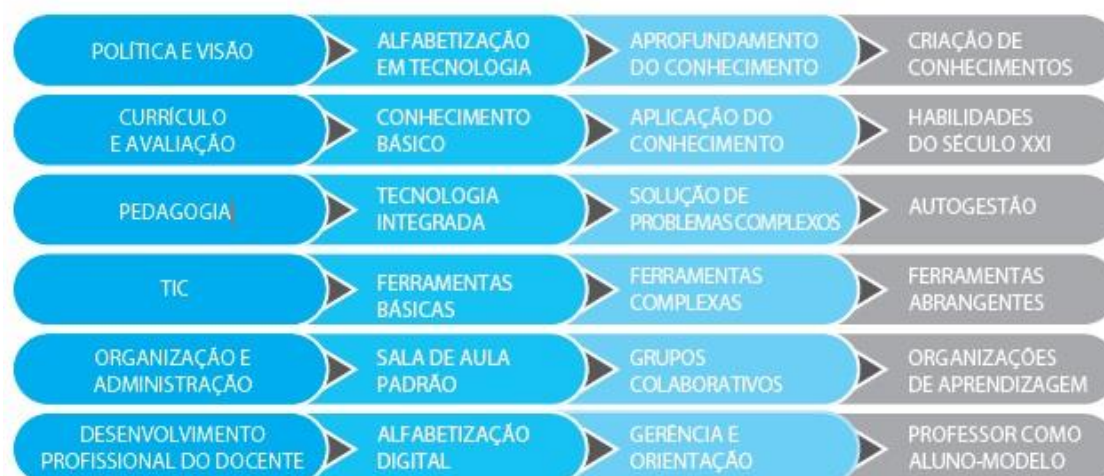 POLÍTICA E VISÃO
ALFABETIZAÇÃO
EM TECNOLOGIA
APROFUNDAMENTO
DO CONHECIMENTO
CRIAÇÃO DE
CONHECIMENTOS
CURRÍCULO
E AVALIAÇÃO
CONHECIMENTO
BÁSICO
APLICAÇÃO DO
CONHECIMENTO
HABILIDADES
DO SÉCULO XXI
PEDAGOGIA
TECNOLOGIA
INTEGRADA
SOLUÇÃO DE
PROBLEMAS COMPLEXOS
AUTOGESTÃO
TIC
FERRAMENTAS
BÁSICAS
FERRAMENTAS
COMPLEXAS
FERRAMENTAS
ABRANGENTES
ORGANIZAÇÃO E
ADMINISTRAÇÃO
SALA DE AULA
PADRÃO
GRUPOS
COLABORATIVOS
ORGANIZAÇÕES
DE APRENDIZAGEM
DESENVOLVIMENTO
PROFISSIONAL DO DOCENTE
ALFABETIZAÇÃO
DIGITAL
GERÊNCIA E
ORIENTAÇÃO
PROFESSOR COMO
ALUNO-MODELO